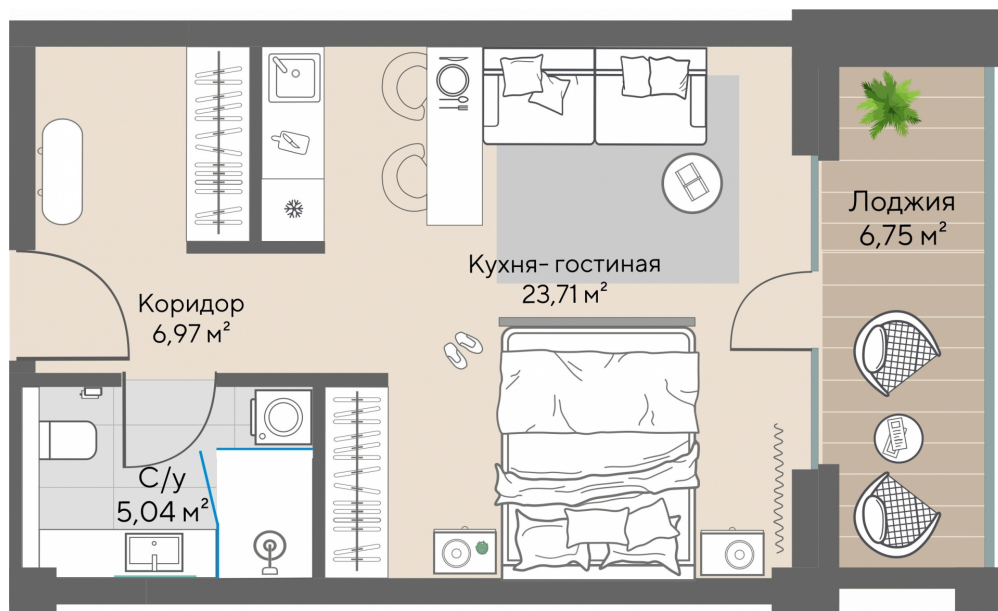 Лоджия
6,75 м²
Кухня- гостиная
23,71 м²
Коридор
6,97 м²
С/у
5,04 м²